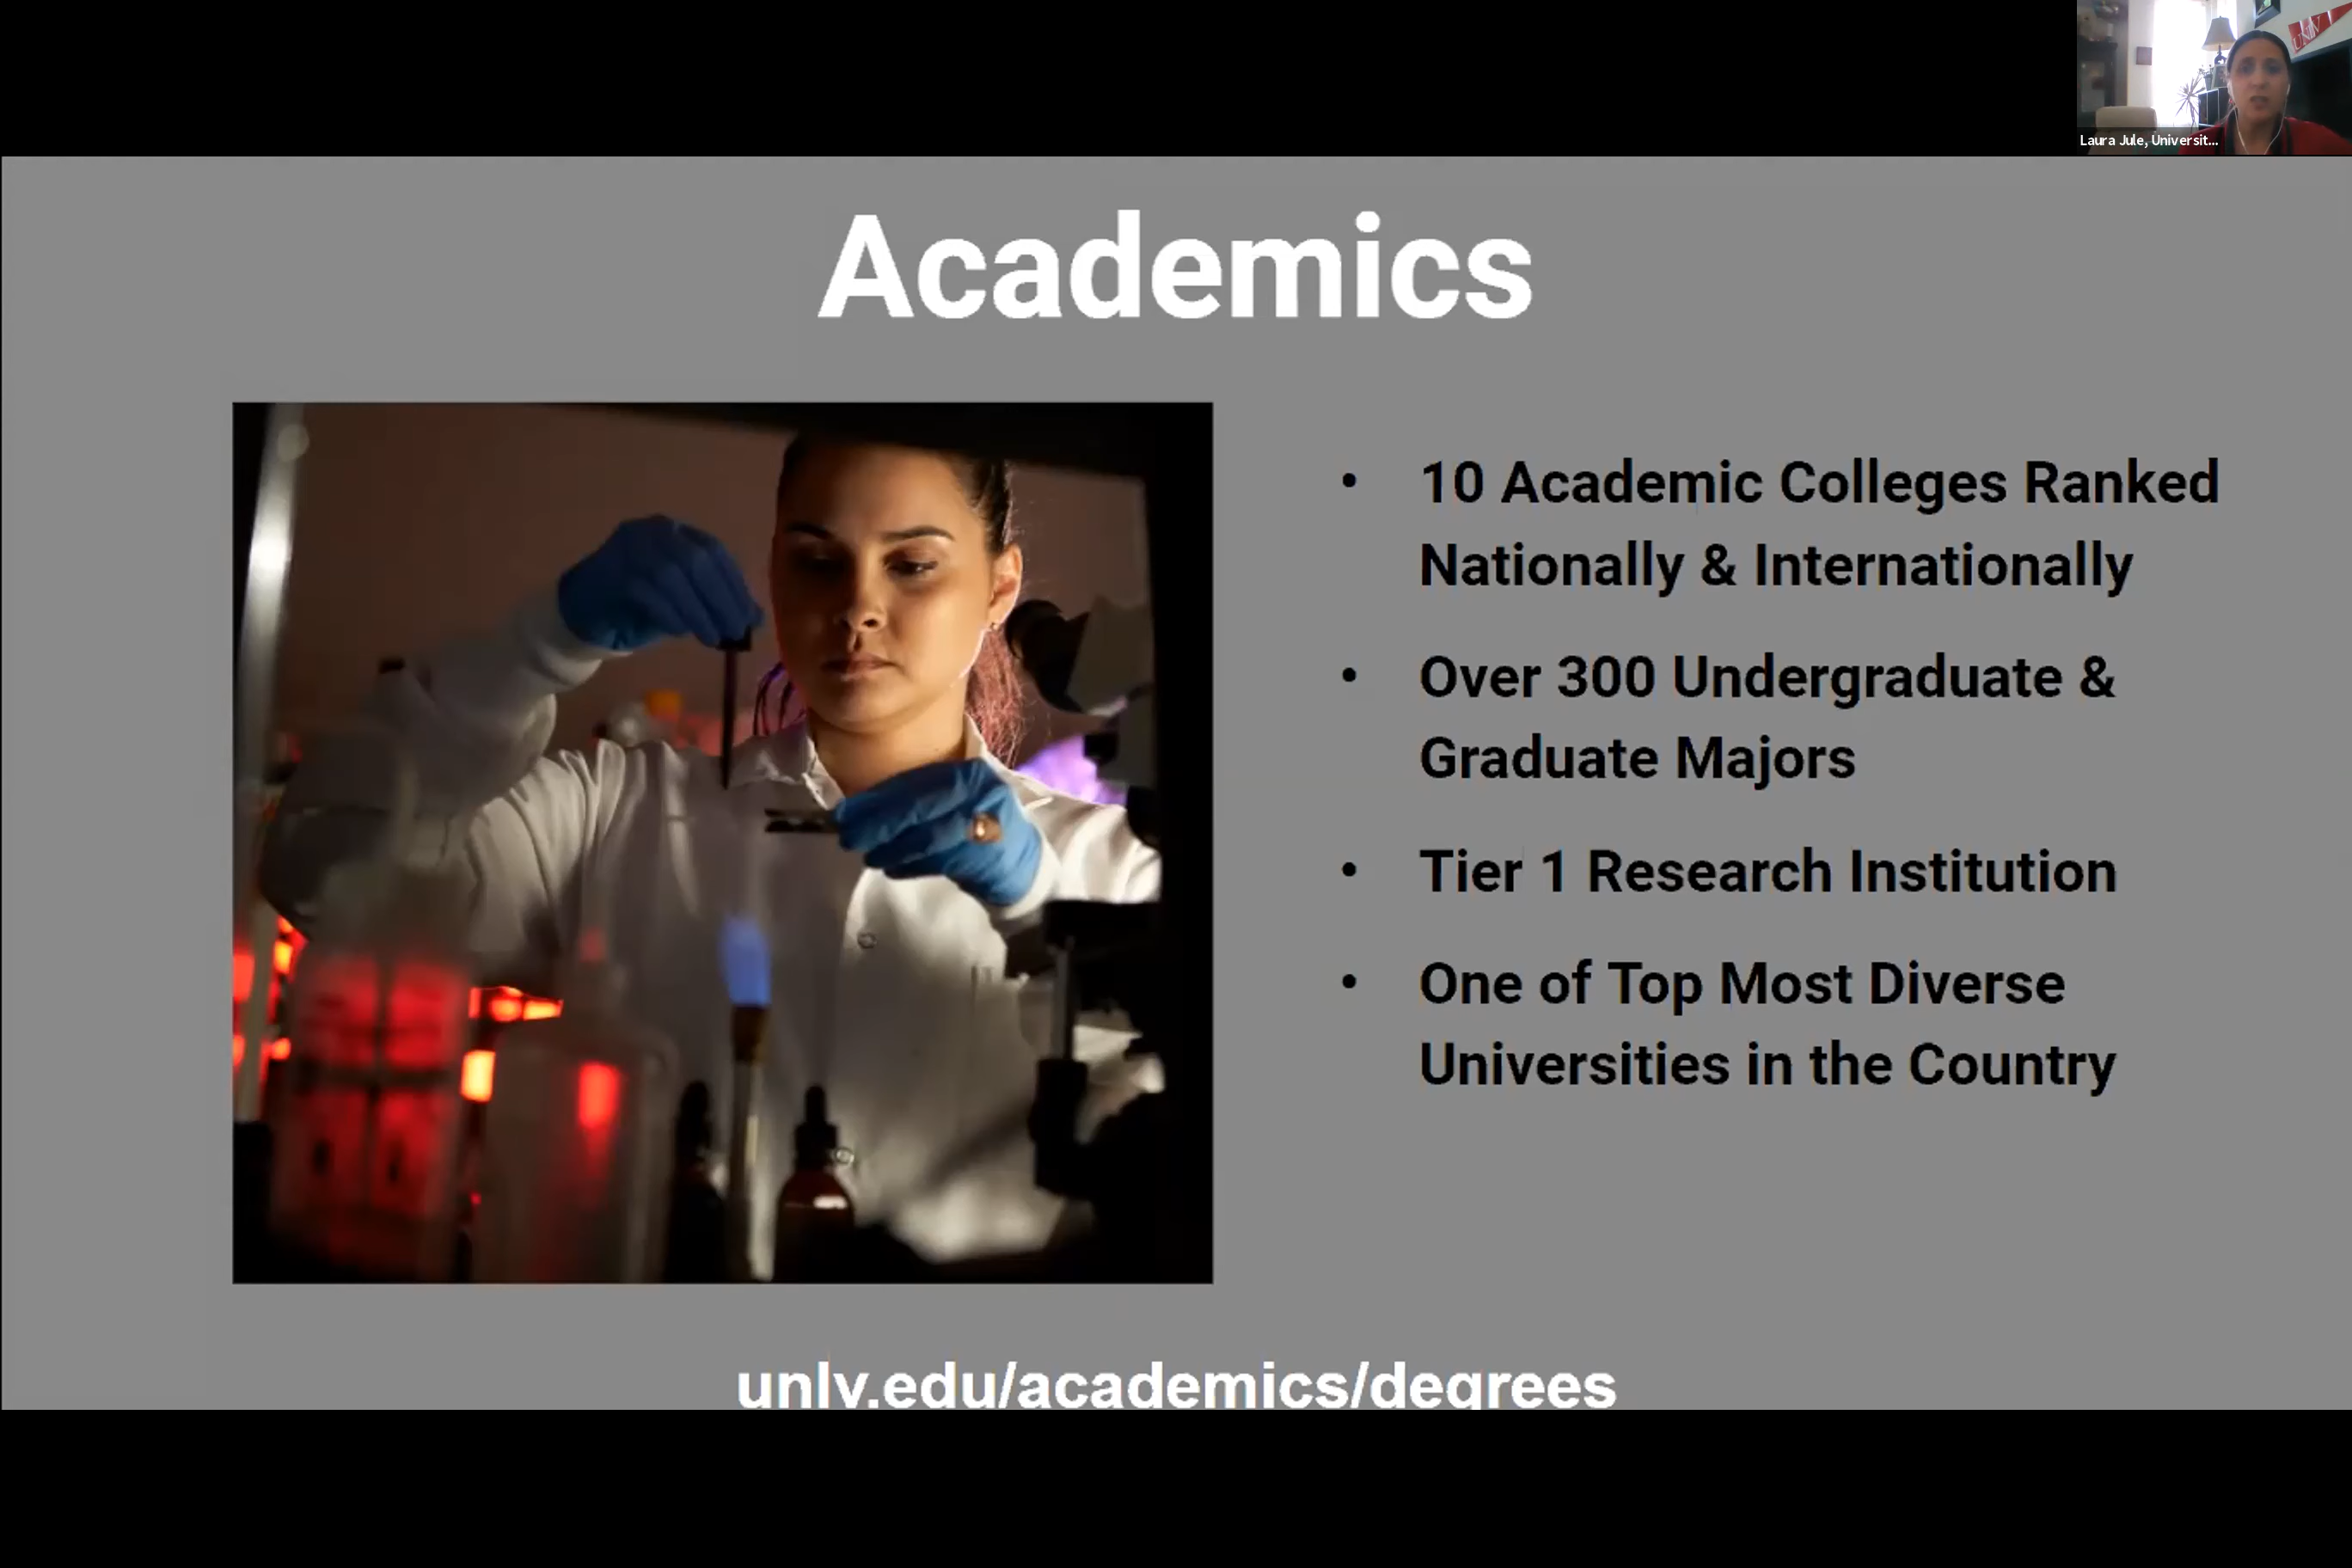 UNLV
Laura Jule, Universit...
Academics
• 10 Academic Colleges Ranked
Nationally & Internationally
• Over 300 Undergraduate &
Graduate Majors
• Tier 1 Research Institution
• One of Top Most Diverse
Universities in the Country
unlv.edu/academics/degrees